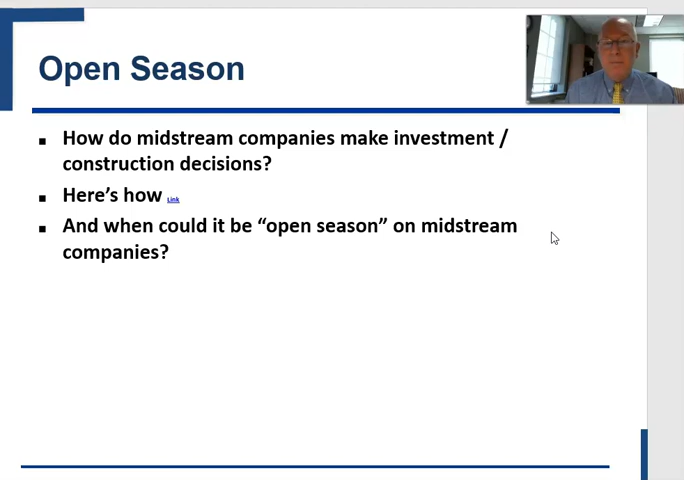 Open Season
How do midstream companies make investment /
construction decisions?
Here’s how Link
And when could it be “open season” on midstream
companies?